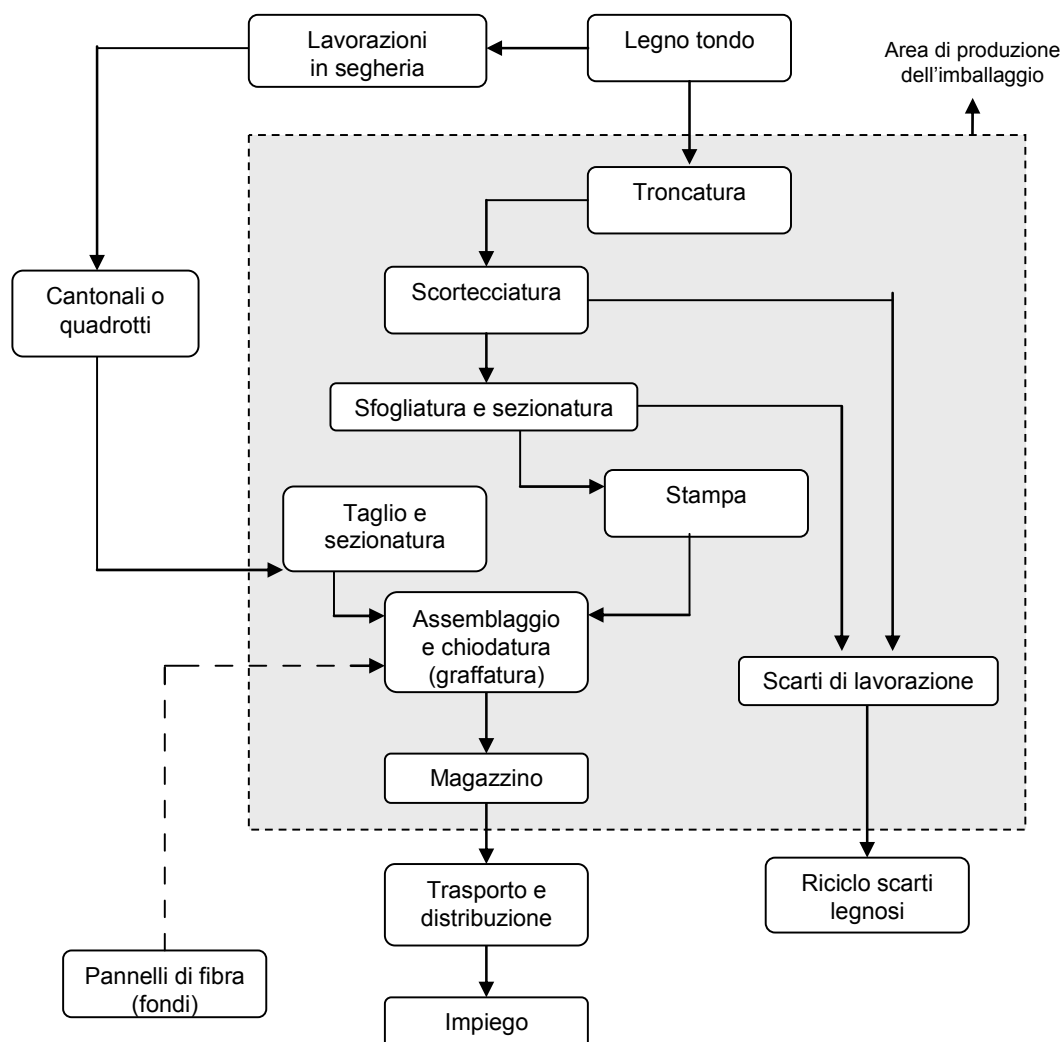 Lavorazioni
in segheria
Legno tondo
Area di produzione
dell'imballaggio
Troncatura
Cantonali o
quadrotti
Scortecciatura
Sfogliatura e sezionatura
Taglio e
sezionatura
Stampa
Assemblaggio
e chiodatura
(graffatura)
Scarti di lavorazione
Magazzino
Trasporto e
distribuzione
Riciclo scarti
legnosi
Pannelli di fibra
(fondi)
Impiego